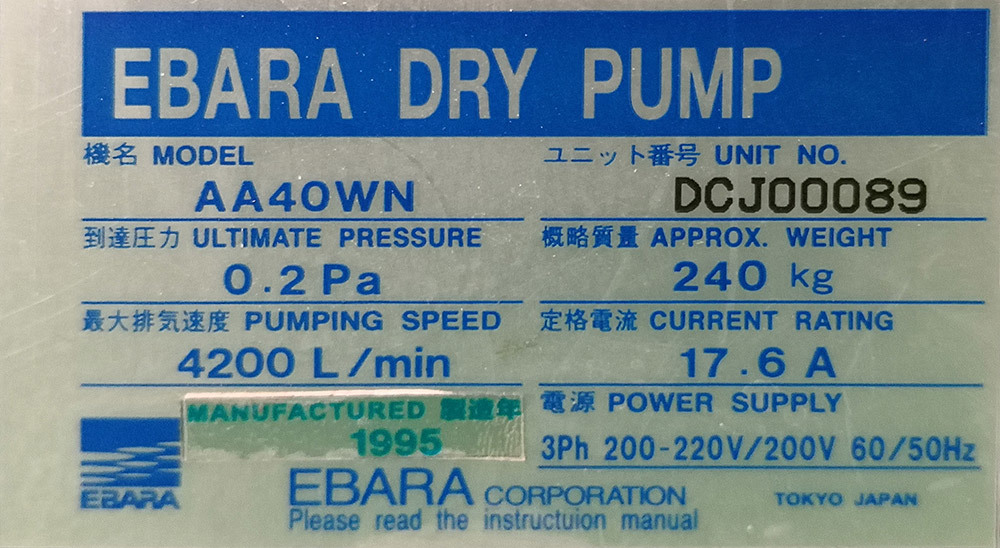 EBARA DRY PUMP
機名 MODEL
AA40WN
ユニット番号 UNIT NO.
DCJ00089
到達圧力 ULTIMATE PRESSURE
0.2 Pa
概略質量 APPROX. WEIGHT
240 kg
最大排気速度 PUMPING SPEED
4200 L/min
定格電流 CURRENT RATING
17.6 A
MANUFACTURED 製造年
1995
電源 POWER SUPPLY
3Ph 200-220V/200V 60/50Hz
EBARA
EBARA CORPORATION
TOKYO JAPAN
Please read the instructuion manual